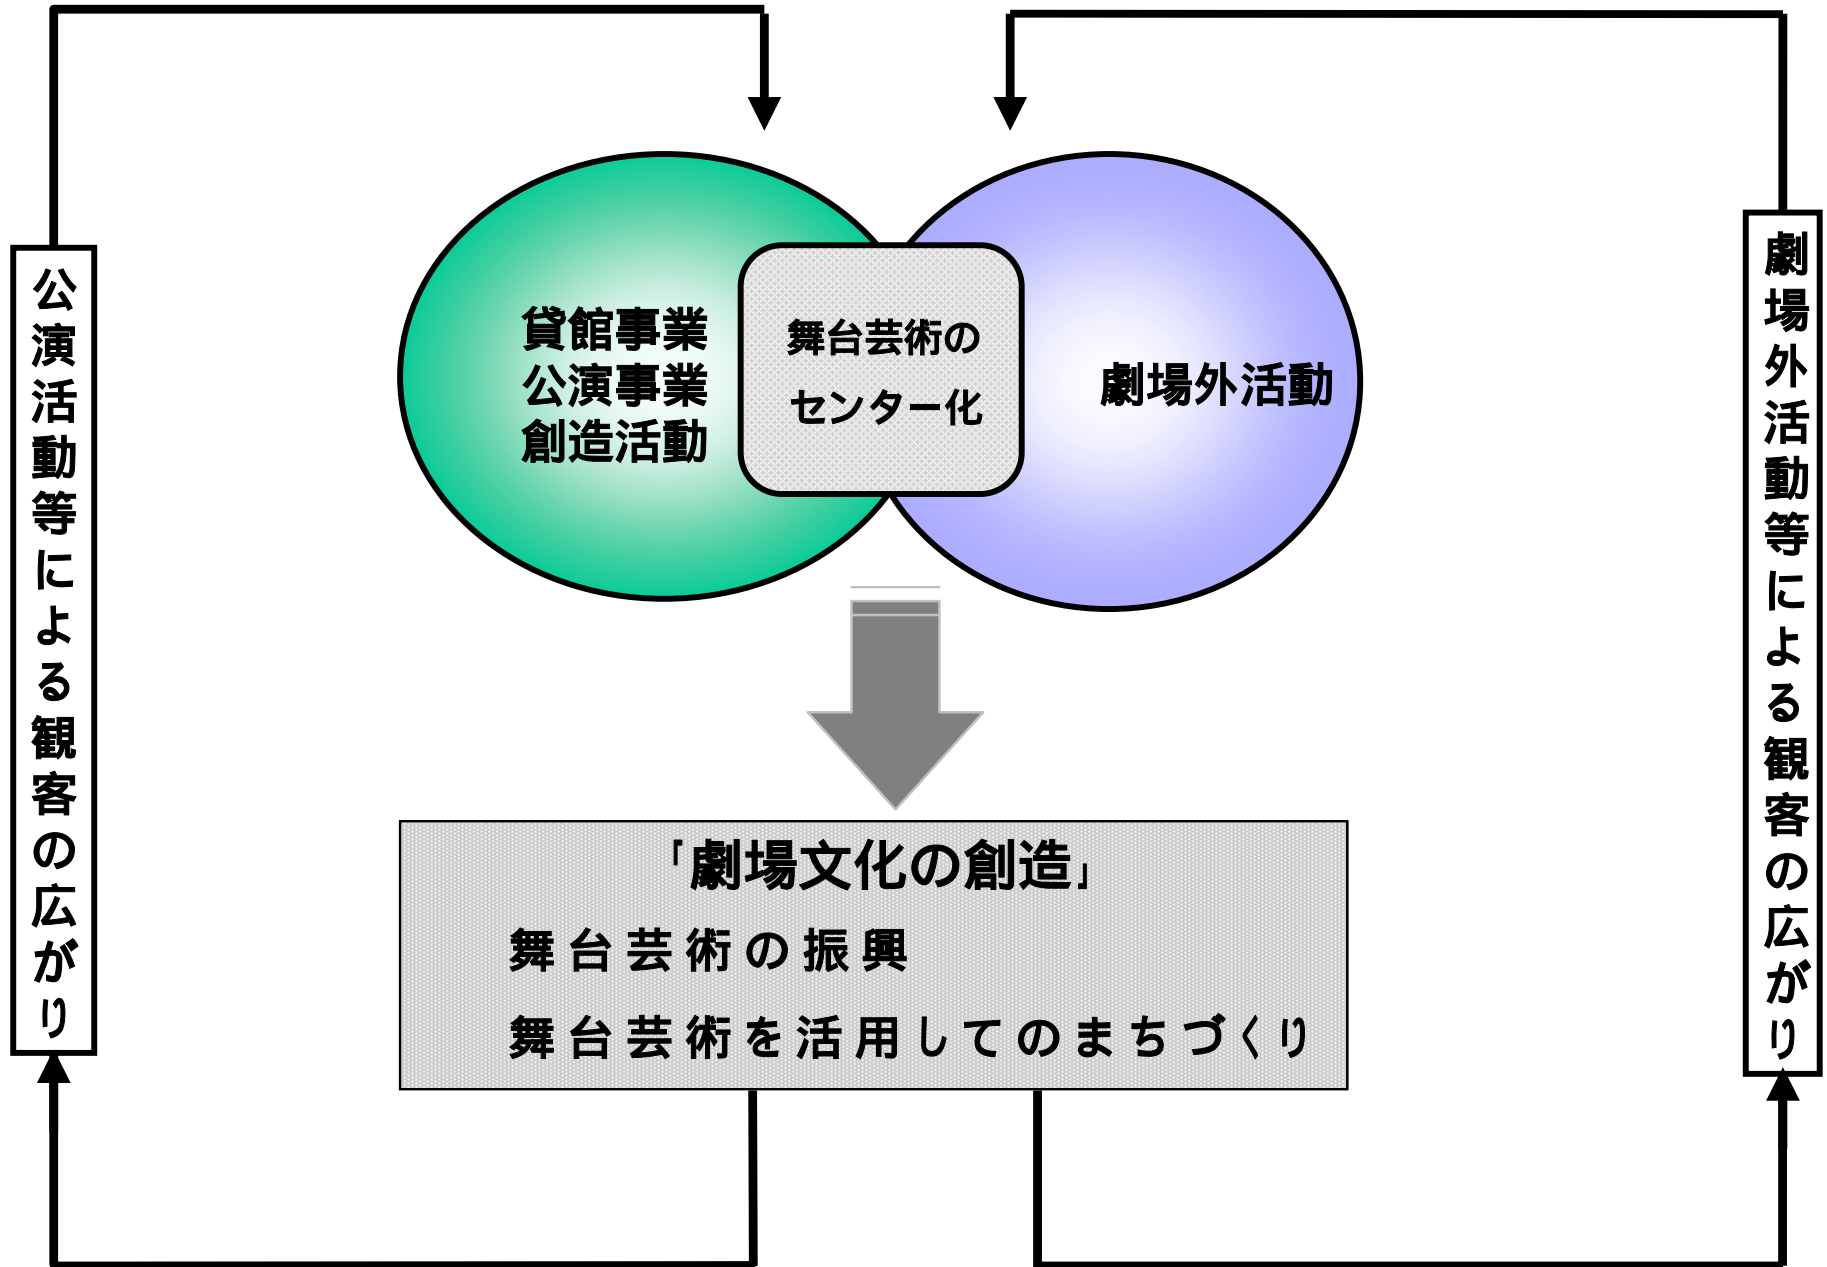 公演活動等による観客の広がり
貸館事業
公演事業
創造活動
舞台芸術の
センター化
劇場外活動
劇場外活動等による観客の広がり
「劇場文化の創造」
舞台芸術の振興
舞台芸術を活用してのまちづくり